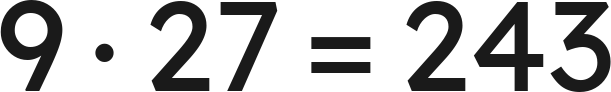 9 · 27 = 243